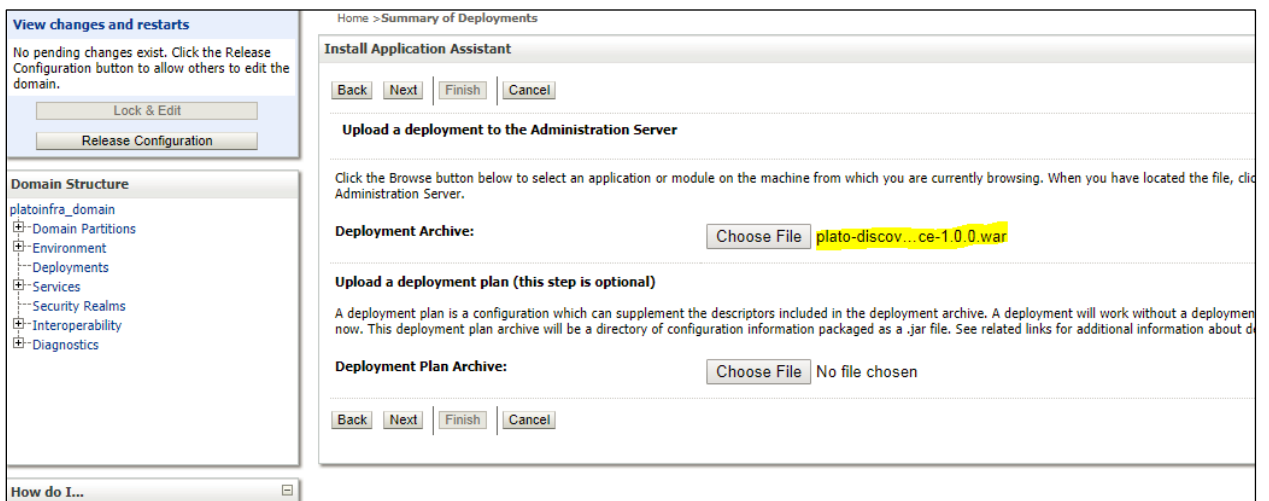 View changes and restarts
No pending changes exist. Click the Release
Configuration button to allow others to edit the
domain.
Lock & Edit
Release Configuration
Domain Structure
platoinfra_domain
Domain Partitions
Environment
Deployments
Services
Security Realms
Interoperability
Diagnostics
How do I...
Home >Summary of Deployments
Install Application Assistant
Back Next Finish Cancel
Upload a deployment to the Administration Server
Click the Browse button below to select an application or module on the machine from which you are currently browsing. When you have located the file,
Administration Server.
Deployment Archive: Choose File plato-discov...ce-1.0.0.war
Upload a deployment plan (this step is optional)
A deployment plan is a configuration which can supplement the descriptors included in the deployment archive. A deployment will work without a
now. This deployment plan archive will be a directory of configuration information packaged as a .jar file. See related links for additional information about
Deployment Plan Archive: Choose File No file chosen
Back Next Finish Cancel